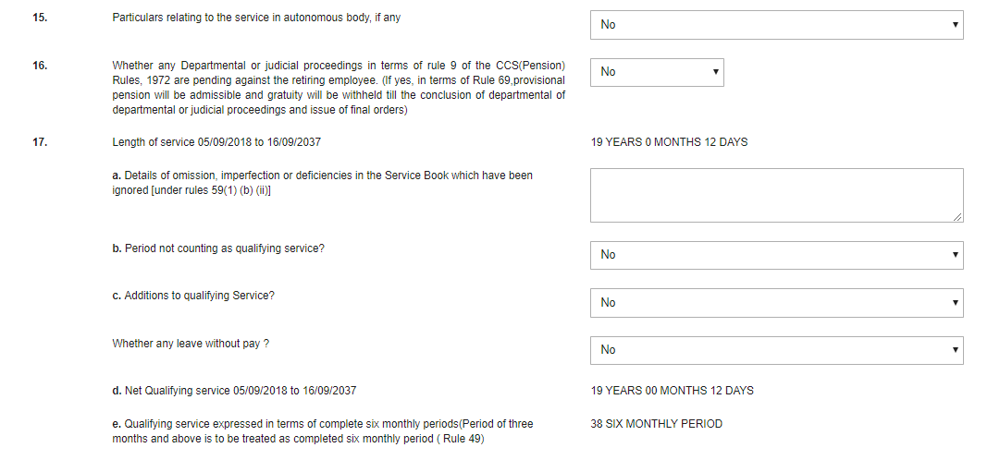 15. Particulars relating to the service in autonomous body, if any No
16. Whether any Departmental or judicial proceedings in terms of rule 9 of the CCS(Pension) No
Rules, 1972 are pending against the retiring employee. (If yes, in terms of Rule 69,provisional
pension will be admissible and gratuity will be withheld till the conclusion of departmental of
departmental or judicial proceedings and issue of final orders)
17. Length of service 05/09/2018 to 16/09/2037 19 YEARS 0 MONTHS 12 DAYS
a. Details of omission, imperfection or deficiencies in the Service Book which have been
ignored [under rules 59(1) (b) (ii)]
b. Period not counting as qualifying service? No
c. Additions to qualifying Service? No
Whether any leave without pay ? No
d. Net Qualifying service 05/09/2018 to 16/09/2037 19 YEARS 00 MONTHS 12 DAYS
e. Qualifying service expressed in terms of complete six monthly periods(Period of three 38 SIX MONTHLY PERIOD
months and above is to be treated as completed six monthly period ( Rule 49)